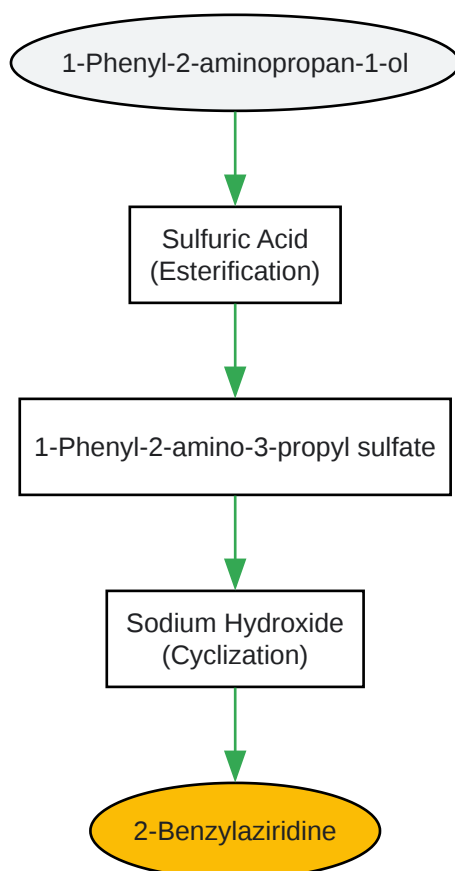 1-Phenyl-2-aminopropan-1-ol
Sulfuric Acid
(Esterification)
1-Phenyl-2-amino-3-propyl sulfate
Sodium Hydroxide
(Cyclization)
2-Benzylaziridine